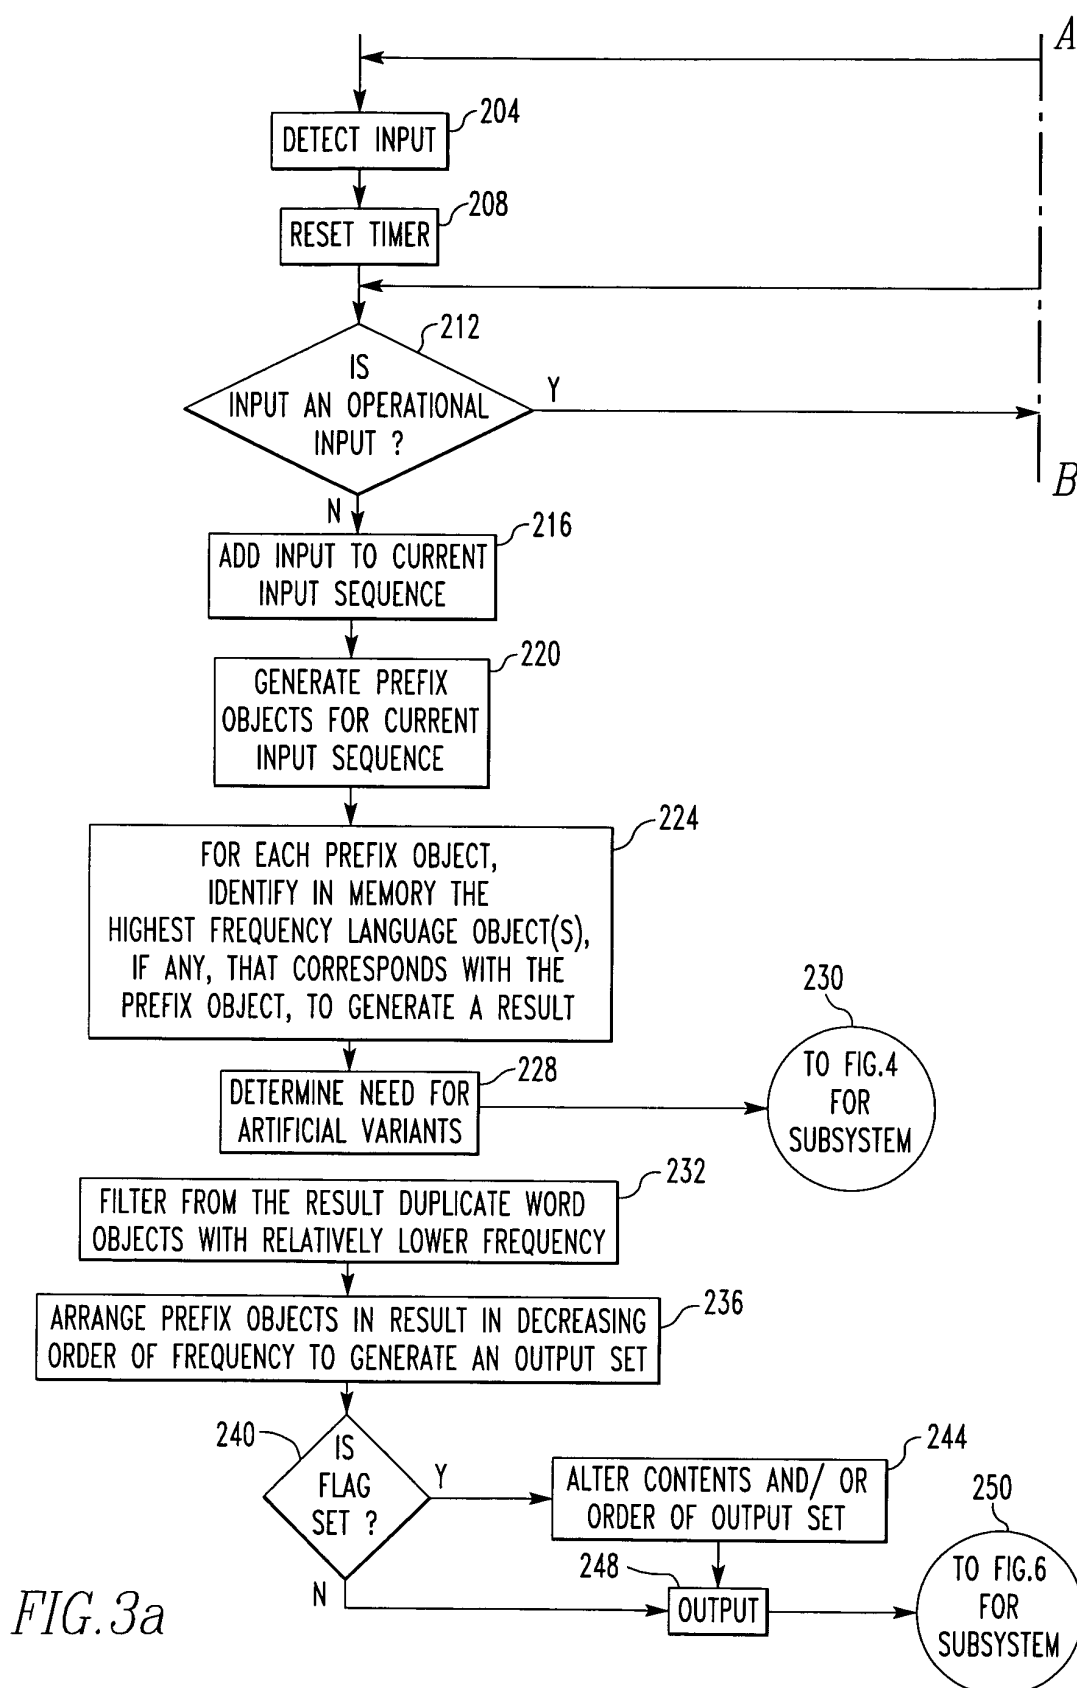 A
204
DETECT INPUT
208
RESET TIMER
212
IS
INPUT AN OPERATIONAL
INPUT ?
Y
B
N
216
ADD INPUT TO CURRENT
INPUT SEQUENCE
220
GENERATE PREFIX
OBJECTS FOR CURRENT
INPUT SEQUENCE
224
FOR EACH PREFIX OBJECT,
IDENTIFY IN MEMORY THE
HIGHEST FREQUENCY LANGUAGE OBJECT(S),
IF ANY, THAT CORRESPONDS WITH THE
PREFIX OBJECT, TO GENERATE A RESULT
228
DETERMINE NEED FOR
ARTIFICIAL VARIANTS
230
TO FIG.4
FOR
SUBSYSTEM
232
FILTER FROM THE RESULT DUPLICATE WORD
OBJECTS WITH RELATIVELY LOWER FREQUENCY
236
ARRANGE PREFIX OBJECTS IN RESULT IN DECREASING
ORDER OF FREQUENCY TO GENERATE AN OUTPUT SET
240
IS
FLAG
SET ?
Y
244
ALTER CONTENTS AND/ OR
ORDER OF OUTPUT SET
N
248
OUTPUT
250
TO FIG.6
FOR
SUBSYSTEM
FIG.3a